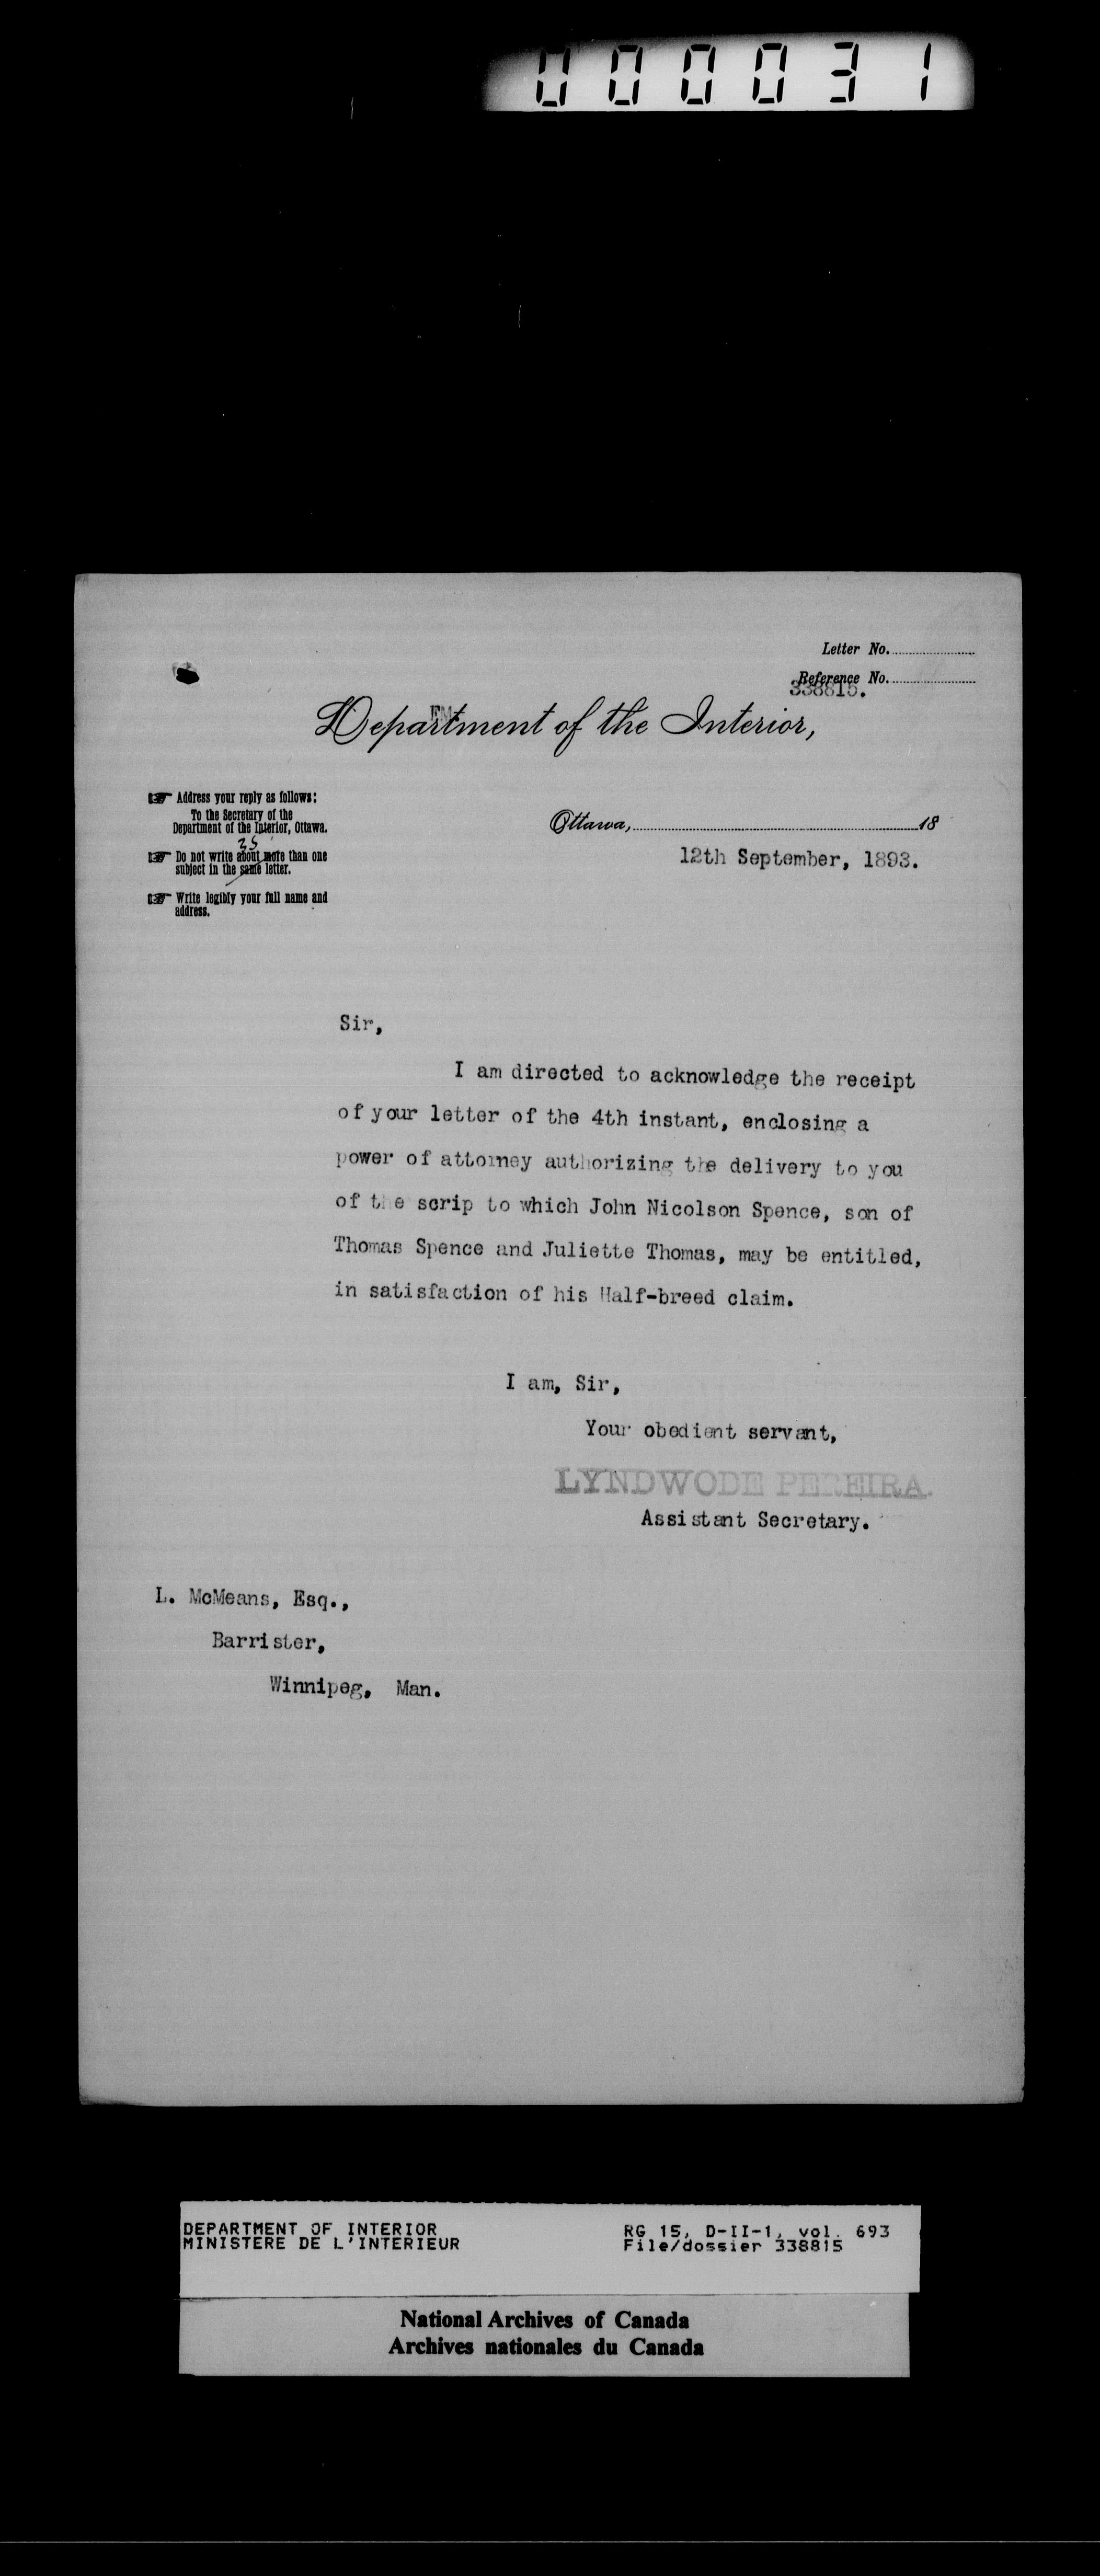 000031
Letter No.
Reference No.
338815.
Department of the Interior,
Address your reply as follows:
To the Secretary of the
Department of the Interior, Ottawa.
Do not write about more than one
subject in the same letter.
Write legibly your full name and
address.
Ottawa, 18
12th September, 1893.
Sir,
I am directed to acknowledge the receipt
of your letter of the 4th instant, enclosing a
power of attorney authorizing the delivery to you
of the scrip to which John Nicolson Spence, son of
Thomas Spence and Juliette Thomas, may be entitled,
in satisfaction of his Half-breed claim.
I am, Sir,
Your obedient servant,
LYNDWODE PEREIRA.
Assistant Secretary.
L. McMeans, Esq.,
Barrister,
Winnipeg, Man.
DEPARTMENT OF INTERIOR
MINISTERE DE L'INTERIEUR
RG 15, D-II-1, vol. 693
File/dossier 338815
National Archives of Canada
Archives nationales du Canada